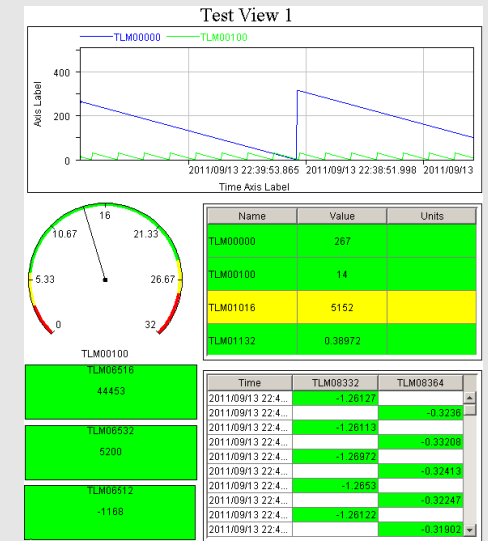 Test View 1
TLM00000 TLM00100
Axis Label
400
200
0
2011/09/13 22:39:53.865 2011/09/13 22:38:51.998 2011/09/13
Time Axis Label
0
5.33
10.67
16
21.33
26.67
32
TLM00100
Name Value Units
TLM00000 267
TLM00100 14
TLM01016 5152
TLM01132 0.38972
TLM06516
44453
TLM06532
5200
TLM06512
-1168
Time TLM08332 TLM08364
2011/09/13 22:4... -1.26127
2011/09/13 22:4... -0.3236
2011/09/13 22:4... -1.26113
2011/09/13 22:4... -0.33208
2011/09/13 22:4... -1.26972
2011/09/13 22:4... -0.32413
2011/09/13 22:4... -1.2653
2011/09/13 22:4... -0.32247
2011/09/13 22:4... -1.26122
2011/09/13 22:4... -0.31902